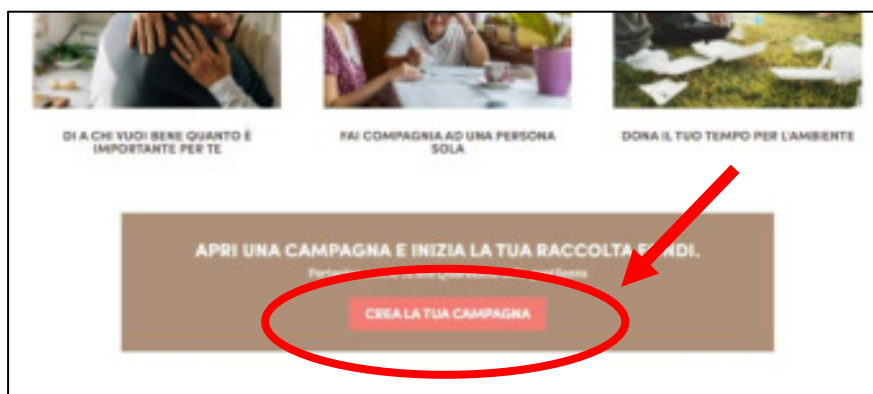 DI A CHI VUOI BENE QUANTO È
IMPORTANTE PER TE
FAI COMPAGNIA AD UNA PERSONA
SOLA
DONA IL TUO TEMPO PER L'AMBIENTE
APRI UNA CAMPAGNA E INIZIA LA TUA RACCOLTA FONDI.
CREA LA TUA CAMPAGNA